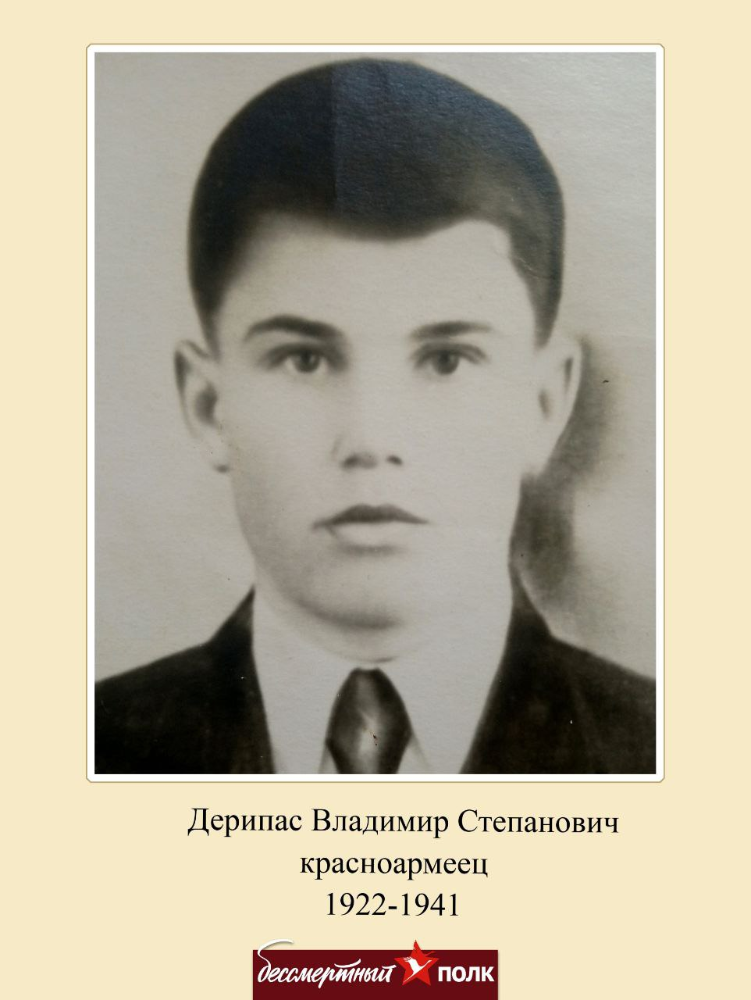 Дерипас Владимир Степанович
красноармеец
1922-1941
бессмертный полк